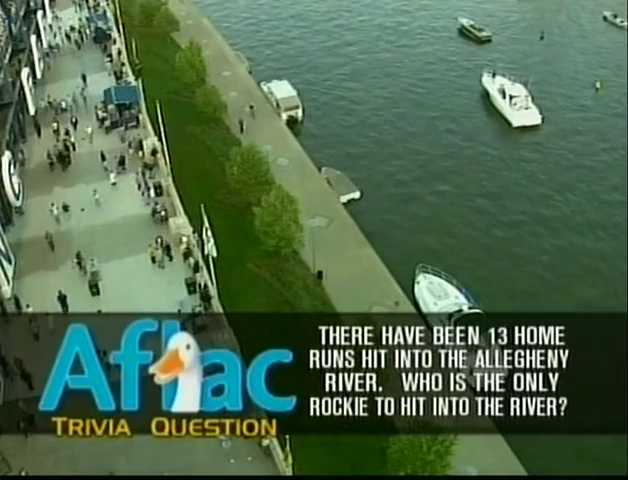 Aflac
TRIVIA QUESTION
THERE HAVE BEEN 13 HOME
RUNS HIT INTO THE ALLEGHENY
RIVER. WHO IS THE ONLY
ROCKIE TO HIT INTO THE RIVER?